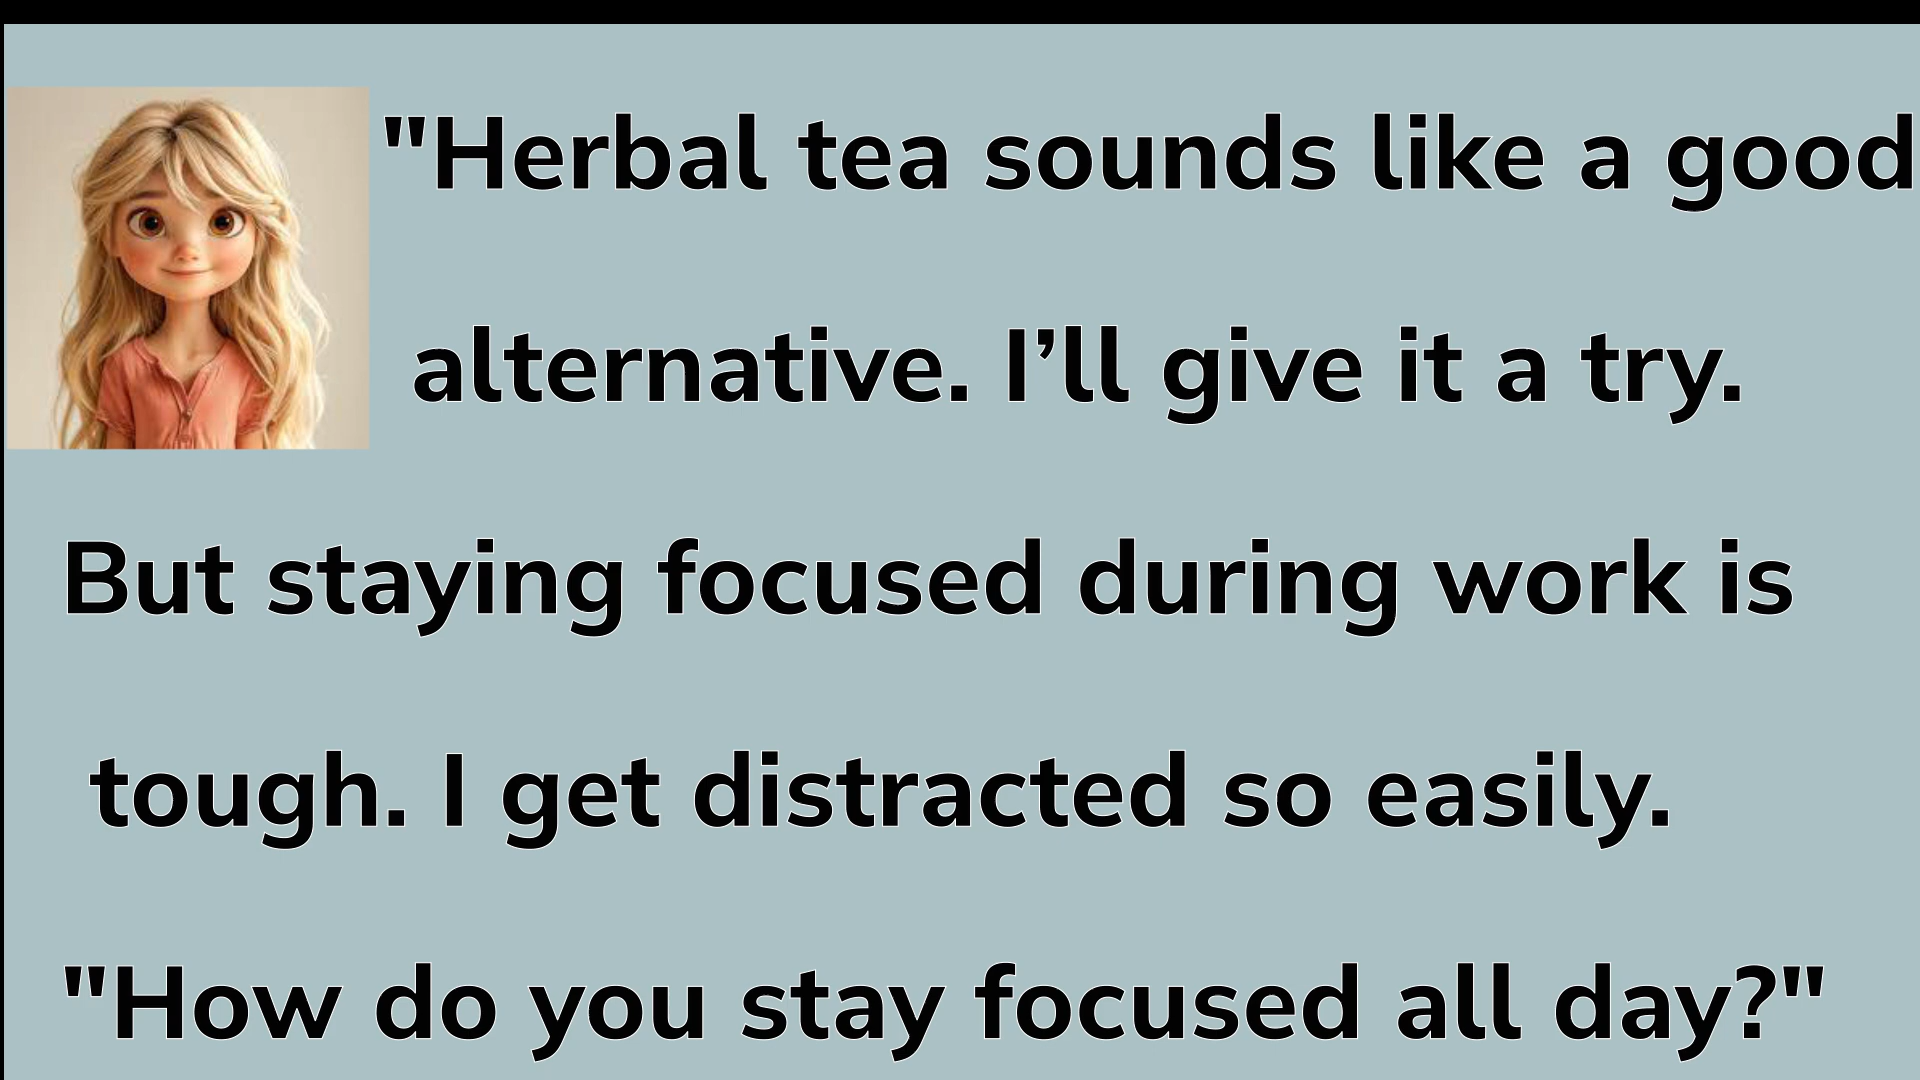 "Herbal tea sounds like a good
alternative. I’ll give it a try.
But staying focused during work is
tough. I get distracted so easily.
"How do you stay focused all day?"